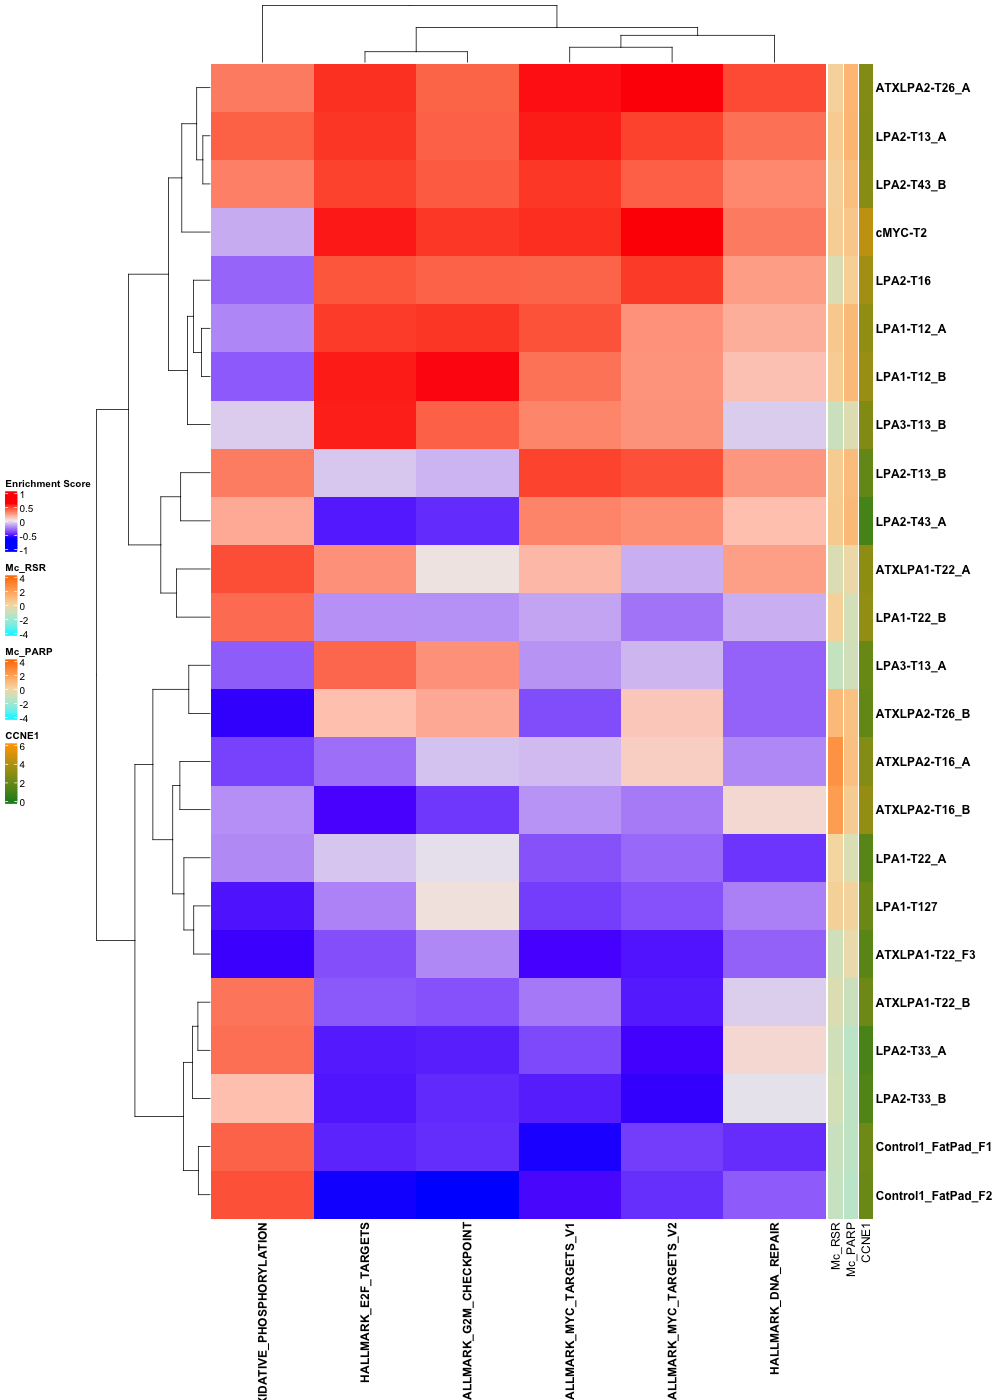 ATXLPA2-T26_A
LPA2-T13_A
LPA2-T43_B
cMYC-T2
LPA2-T16
LPA1-T12_A
LPA1-T12_B
LPA3-T13_B
LPA2-T13_B
LPA2-T43_A
ATXLPA1-T22_A
LPA1-T22_B
LPA3-T13_A
ATXLPA2-T26_B
ATXLPA2-T16_A
ATXLPA2-T16_B
LPA1-T22_A
LPA1-T127
ATXLPA1-T22_F3
ATXLPA1-T22_B
LPA2-T33_A
LPA2-T33_B
Control1_FatPad_F1
Control1_FatPad_F2
Enrichment Score
1
0.5
0
-0.5
-1
Mc_RSR
4
2
0
-2
-4
Mc_PARP
4
2
0
-2
-4
CCNE1
6
4
2
0
XIDATIVE_PHOSPHORYLATION
HALLMARK_E2F_TARGETS
ALLMARK_G2M_CHECKPOINT
ALLMARK_MYC_TARGETS_V1
ALLMARK_MYC_TARGETS_V2
HALLMARK_DNA_REPAIR
Mc_RSR
Mc_PARP
CCNE1